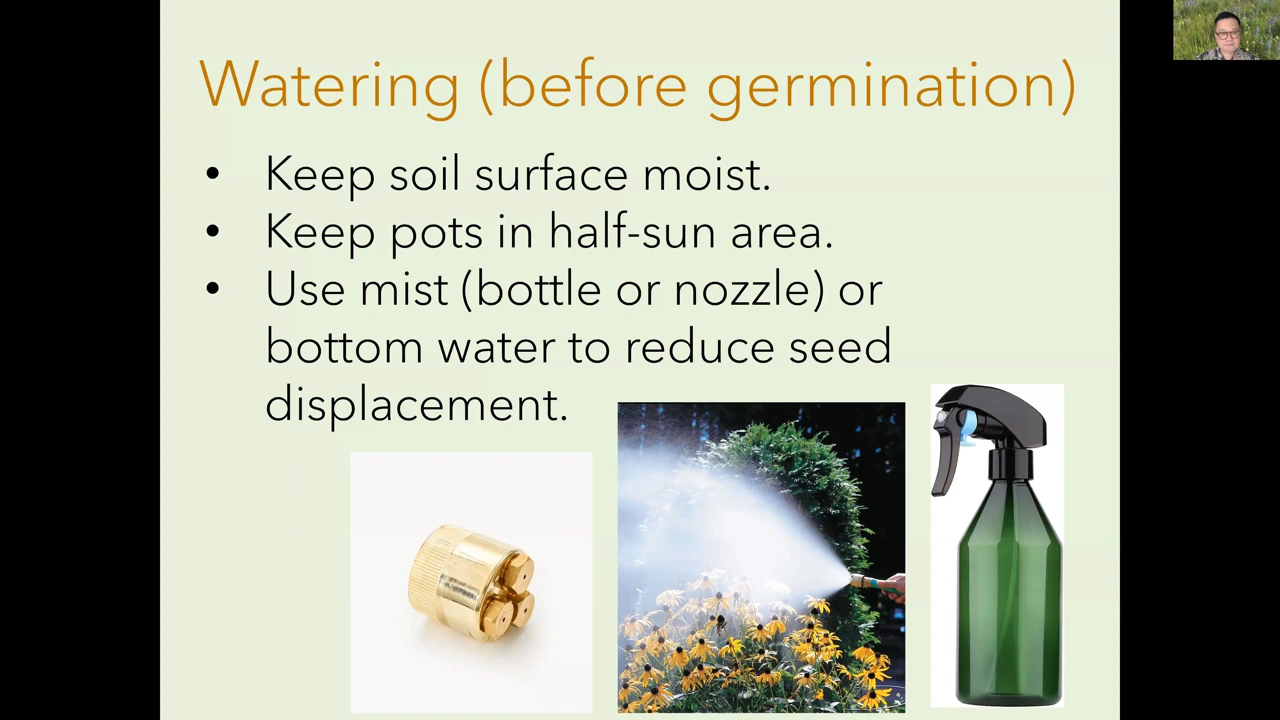 Watering (before germination)
• Keep soil surface moist.
• Keep pots in half-sun area.
• Use mist (bottle or nozzle) or
bottom water to reduce seed
displacement.